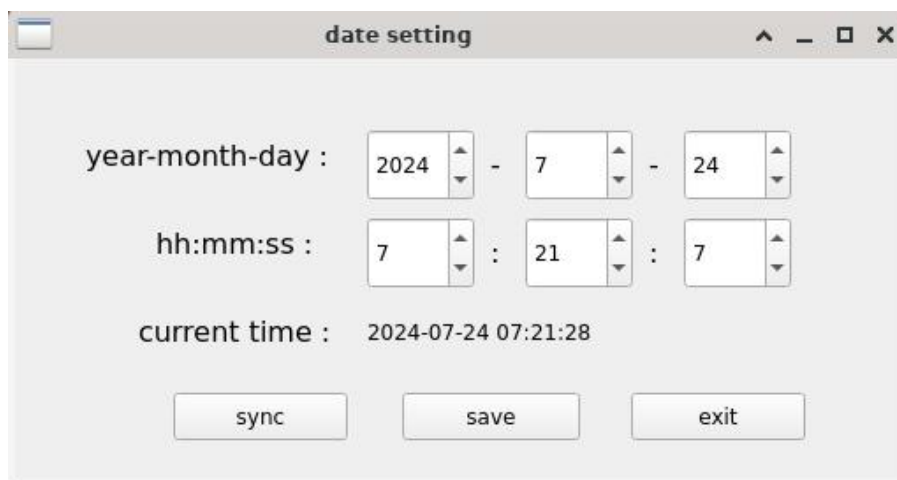 date setting
year-month-day : 2024 - 7 - 24
hh:mm:ss : 7 : 21 : 7
current time : 2024-07-24 07:21:28
sync save exit